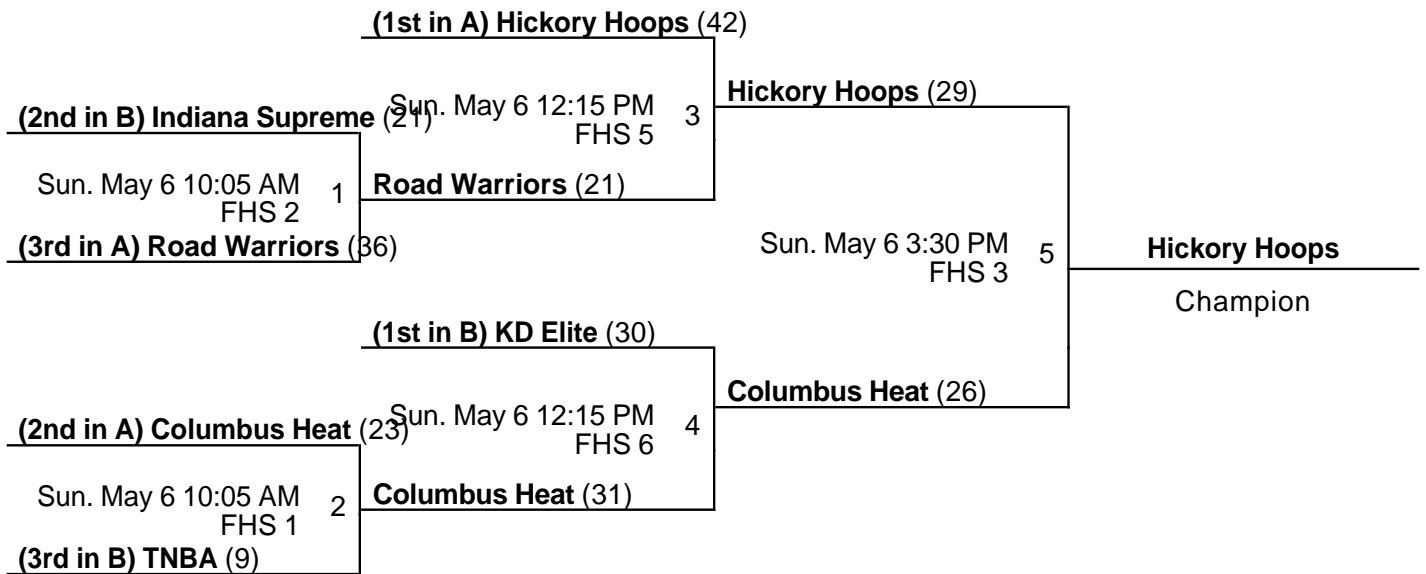 (1st in A) Hickory Hoops (42)
Sun. May 6 12:15 PM
FHS 5
3
Hickory Hoops (29)
(2nd in B) Indiana Supreme (21)
Sun. May 6 10:05 AM
FHS 2
1
Road Warriors (21)
(3rd in A) Road Warriors (36)
Sun. May 6 3:30 PM
FHS 3
5
Hickory Hoops
Champion
(1st in B) KD Elite (30)
Sun. May 6 12:15 PM
FHS 6
4
Columbus Heat (26)
(2nd in A) Columbus Heat (23)
Sun. May 6 10:05 AM
FHS 1
2
Columbus Heat (31)
(3rd in B) TNBA (9)